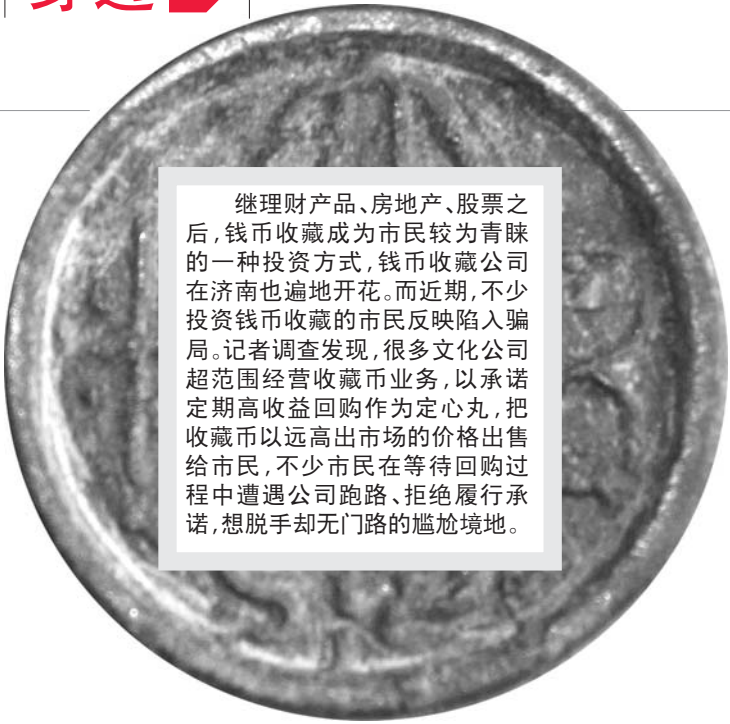 继理财产品、房地产、股票之
后,钱币收藏成为市民较为青睐
的一种投资方式,钱币收藏公司
在济南也遍地开花。而近期,不少
投资钱币收藏的市民反映陷入骗
局。记者调查发现,很多文化公司
超范围经营收藏币业务,以承诺
定期高收益回购作为定心丸,把
收藏币以远高出市场的价格出售
给市民,不少市民在等待回购过
程中遭遇公司跑路、拒绝履行承
诺,想脱手却无门路的尴尬境地。